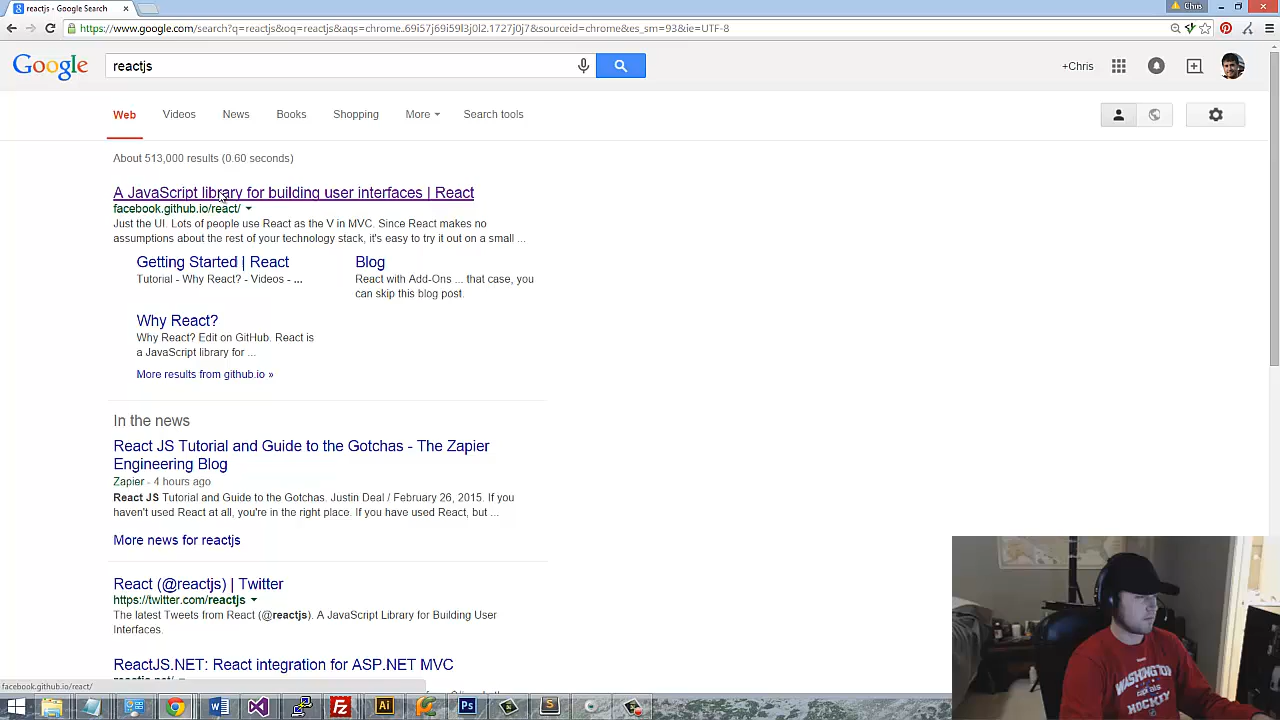 reactjs - Google Search
Chris
https://www.google.com/search?q=reactjs&oq=reactjs&aqs=chrome..69i57j69i59l3j0l2.1727j0j7&sourceid=chrome&es_sm=93&ie=UTF-8
Google
reactjs
+Chris
Web Videos News Books Shopping More Search tools
About 513,000 results (0.60 seconds)
A JavaScript library for building user interfaces | React
facebook.github.io/react/
Just the UI. Lots of people use React as the V in MVC. Since React makes no
assumptions about the rest of your technology stack, it's easy to try it out on a small ...
Getting Started | React
Tutorial - Why React? - Videos - ...
Blog
React with Add-Ons ... that case, you
can skip this blog post.
Why React?
Why React? Edit on GitHub. React is
a JavaScript library for ...
More results from github.io »
In the news
React JS Tutorial and Guide to the Gotchas - The Zapier
Engineering Blog
Zapier - 4 hours ago
React JS Tutorial and Guide to the Gotchas. Justin Deal / February 26, 2015. If you
haven't used React at all, you're in the right place. If you have used React, but ...
More news for reactjs
React (@reactjs) | Twitter
https://twitter.com/reactjs
The latest Tweets from React (@reactjs). A JavaScript Library for Building User
Interfaces.
ReactJS.NET: React integration for ASP.NET MVC
facebook.github.io/react/
WASHINGTON
HOCKEY